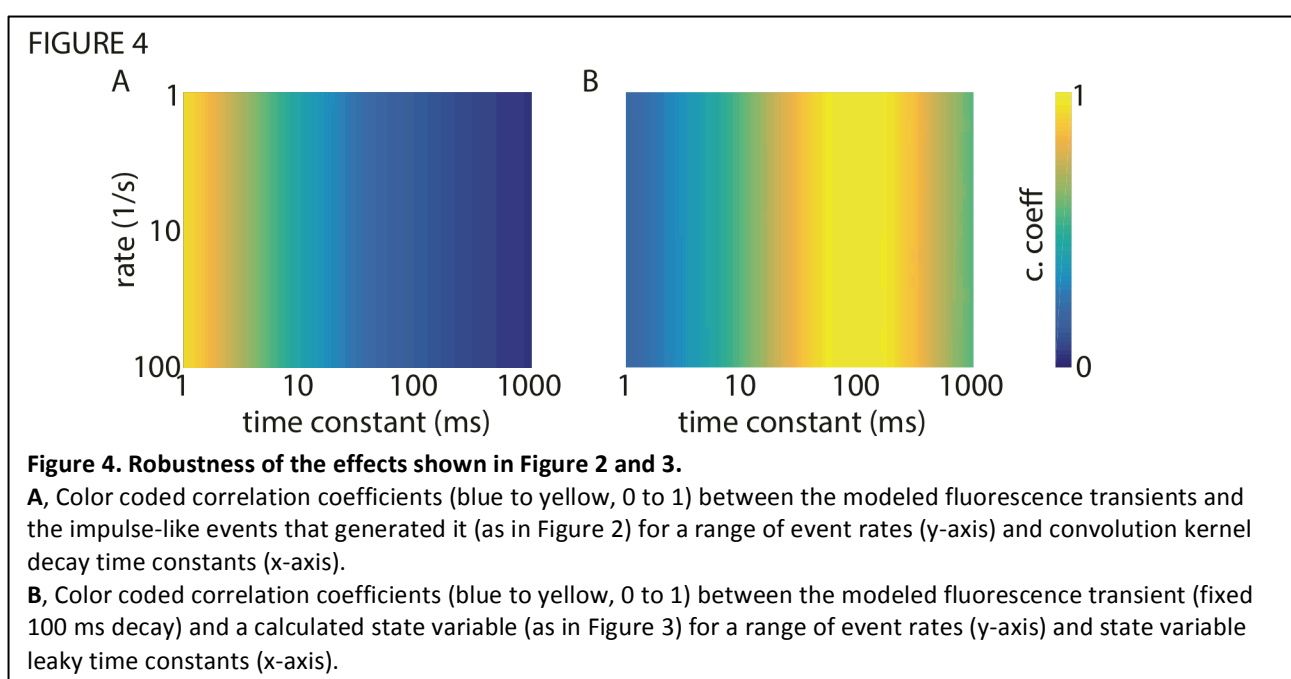 FIGURE 4
A
B
1
10
100
rate (1/s)
1 10 100 1000
time constant (ms)
1 10 100 1000
time constant (ms)
1
0
c. coeff
Figure 4. Robustness of the effects shown in Figure 2 and 3.
A, Color coded correlation coefficients (blue to yellow, 0 to 1) between the modeled fluorescence transients and
the impulse-like events that generated it (as in Figure 2) for a range of event rates (y-axis) and convolution kernel
decay time constants (x-axis).
B, Color coded correlation coefficients (blue to yellow, 0 to 1) between the modeled fluorescence transient (fixed
100 ms decay) and a calculated state variable (as in Figure 3) for a range of event rates (y-axis) and state variable
leaky time constants (x-axis).